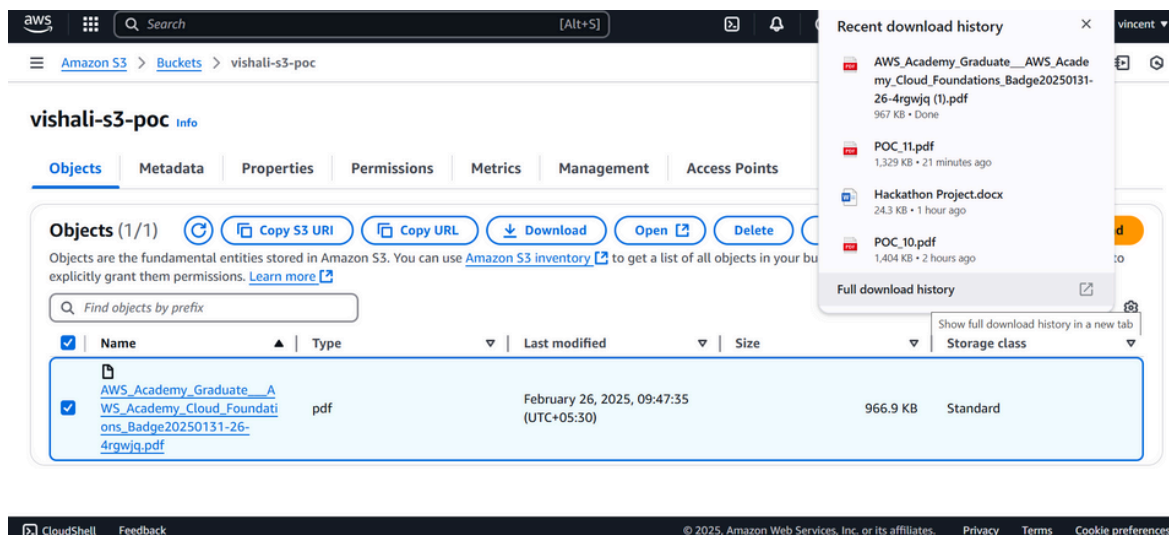 aws
Search
[Alt+S]
vincent
Amazon S3 > Buckets > vishali-s3-poc
vishali-s3-poc Info
Objects
Metadata
Properties
Permissions
Metrics
Management
Access Points
Objects (1/1)
Copy S3 URI
Copy URL
Download
Open
Delete
d
Objects are the fundamental entities stored in Amazon S3. You can use Amazon S3 inventory to get a list of all objects in your bu
to
explicitly grant them permissions. Learn more
Find objects by prefix
Name
Type
Last modified
Size
Storage class
AWS_Academy_Graduate___A
WS_Academy_Cloud_Foundati
ons_Badge20250131-26-
4rgwjq.pdf
pdf
February 26, 2025, 09:47:35
(UTC+05:30)
966.9 KB
Standard
Recent download history
AWS_Academy_Graduate___AWS_Acade
my_Cloud_Foundations_Badge20250131-
26-4rgwjq (1).pdf
967 KB • Done
POC_11.pdf
1,329 KB • 21 minutes ago
Hackathon Project.docx
24.3 KB • 1 hour ago
POC_10.pdf
1,404 KB • 2 hours ago
Full download history
Show full download history in a new tab
CloudShell
Feedback
© 2025, Amazon Web Services, Inc. or its affiliates.
Privacy
Terms
Cookie preferences